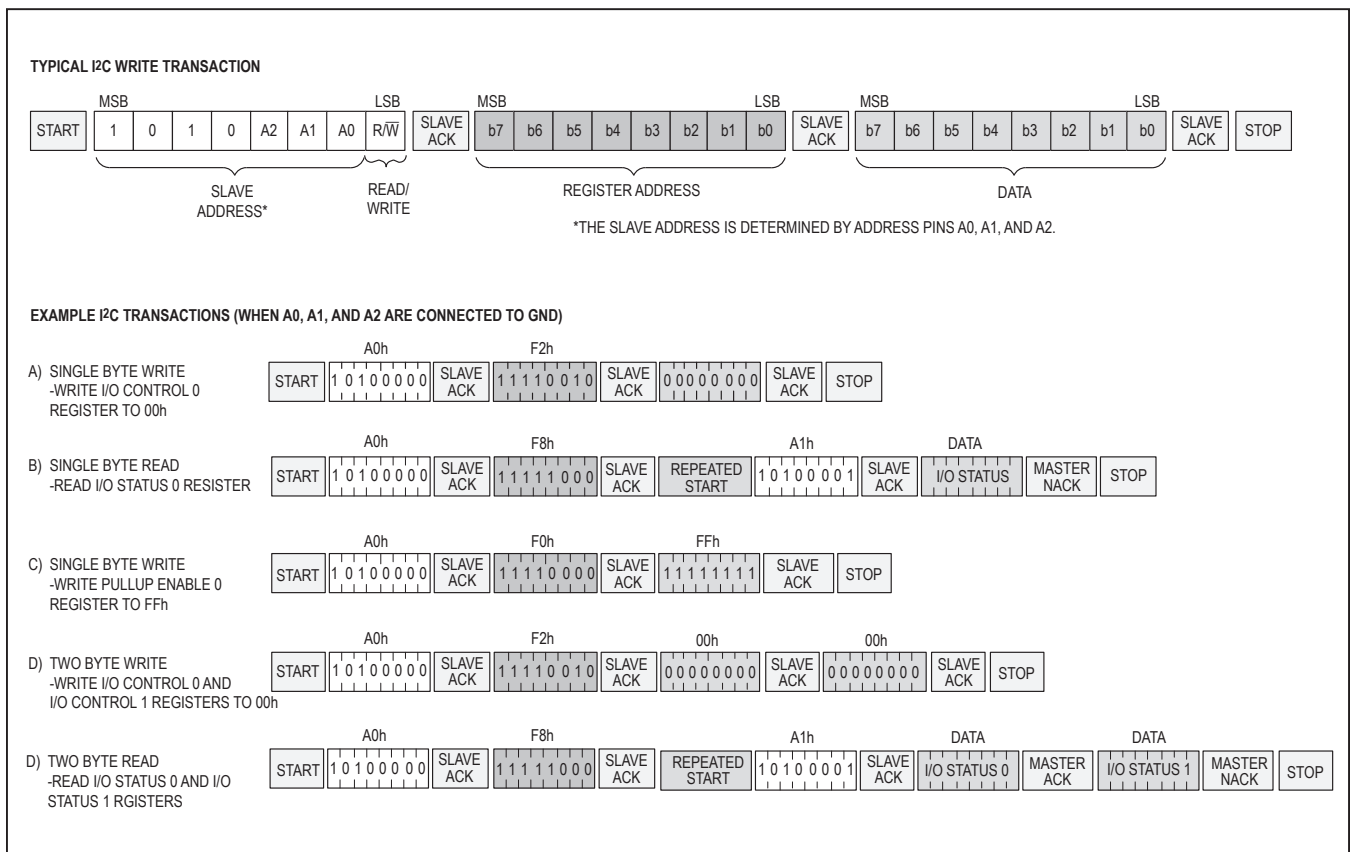 TYPICAL I2C WRITE TRANSACTION
MSB LSB MSB LSB MSB LSB
START 1 0 1 0 A2 A1 A0 R/W̅ SLAVE ACK b7 b6 b5 b4 b3 b2 b1 b0 SLAVE ACK b7 b6 b5 b4 b3 b2 b1 b0 SLAVE ACK STOP
SLAVE ADDRESS* READ/ WRITE REGISTER ADDRESS DATA
*THE SLAVE ADDRESS IS DETERMINED BY ADDRESS PINS A0, A1, AND A2.
EXAMPLE I2C TRANSACTIONS (WHEN A0, A1, AND A2 ARE CONNECTED TO GND)
A0h F2h
A) SINGLE BYTE WRITE
-WRITE I/O CONTROL 0
REGISTER TO 00h
START 1 0 1 0 0 0 0 0 SLAVE ACK 1 1 1 1 0 0 1 0 SLAVE ACK 0 0 0 0 0 0 0 0 SLAVE ACK STOP
A0h F8h A1h DATA
B) SINGLE BYTE READ
-READ I/O STATUS 0 RESISTER
START 1 0 1 0 0 0 0 0 SLAVE ACK 1 1 1 1 1 0 0 0 SLAVE ACK REPEATED START 1 0 1 0 0 0 0 1 SLAVE ACK I/O STATUS MASTER NACK STOP
A0h F0h FFh
C) SINGLE BYTE WRITE
-WRITE PULLUP ENABLE 0
REGISTER TO FFh
START 1 0 1 0 0 0 0 0 SLAVE ACK 1 1 1 1 0 0 0 0 SLAVE ACK 1 1 1 1 1 1 1 1 SLAVE ACK STOP
A0h F2h 00h 00h
D) TWO BYTE WRITE
-WRITE I/O CONTROL 0 AND
I/O CONTROL 1 REGISTERS TO 00h
START 1 0 1 0 0 0 0 0 SLAVE ACK 1 1 1 1 0 0 1 0 SLAVE ACK 0 0 0 0 0 0 0 0 SLAVE ACK 0 0 0 0 0 0 0 0 SLAVE ACK STOP
A0h F8h A1h DATA DATA
D) TWO BYTE READ
-READ I/O STATUS 0 AND I/O
STATUS 1 RGISTERS
START 1 0 1 0 0 0 0 0 SLAVE ACK 1 1 1 1 1 0 0 0 SLAVE ACK REPEATED START 1 0 1 0 0 0 0 1 SLAVE ACK I/O STATUS 0 MASTER ACK I/O STATUS 1 MASTER NACK STOP